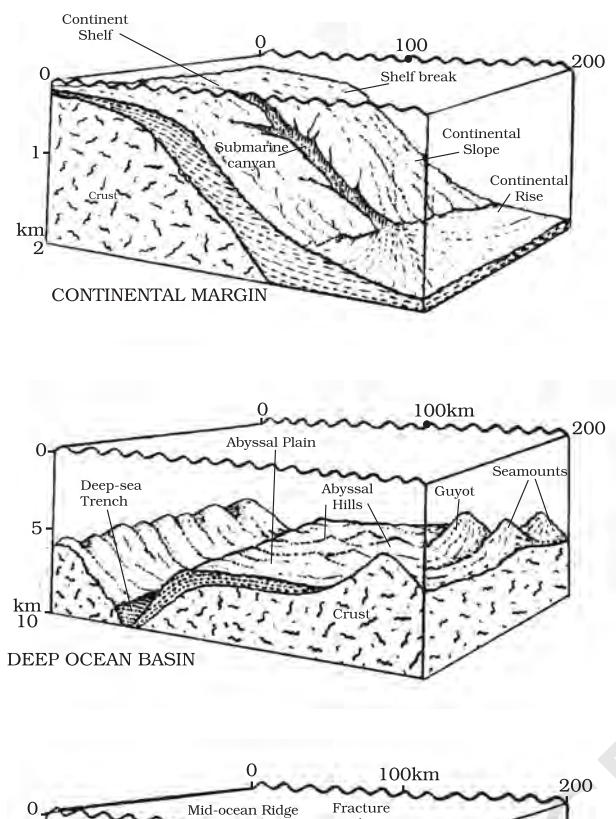 Continent
Shelf
0
100
200
0
Shelf break
Submarine
canyan
Continental
Slope
1
Continental
Rise
Crust
km
2
CONTINENTAL MARGIN
0
100km
200
Abyssal Plain
0
Deep-sea
Trench
Abyssal
Hills
Guyot
Seamounts
5
km
10
Crust
DEEP OCEAN BASIN
0
100km
200
0
Mid-ocean Ridge
Fracture